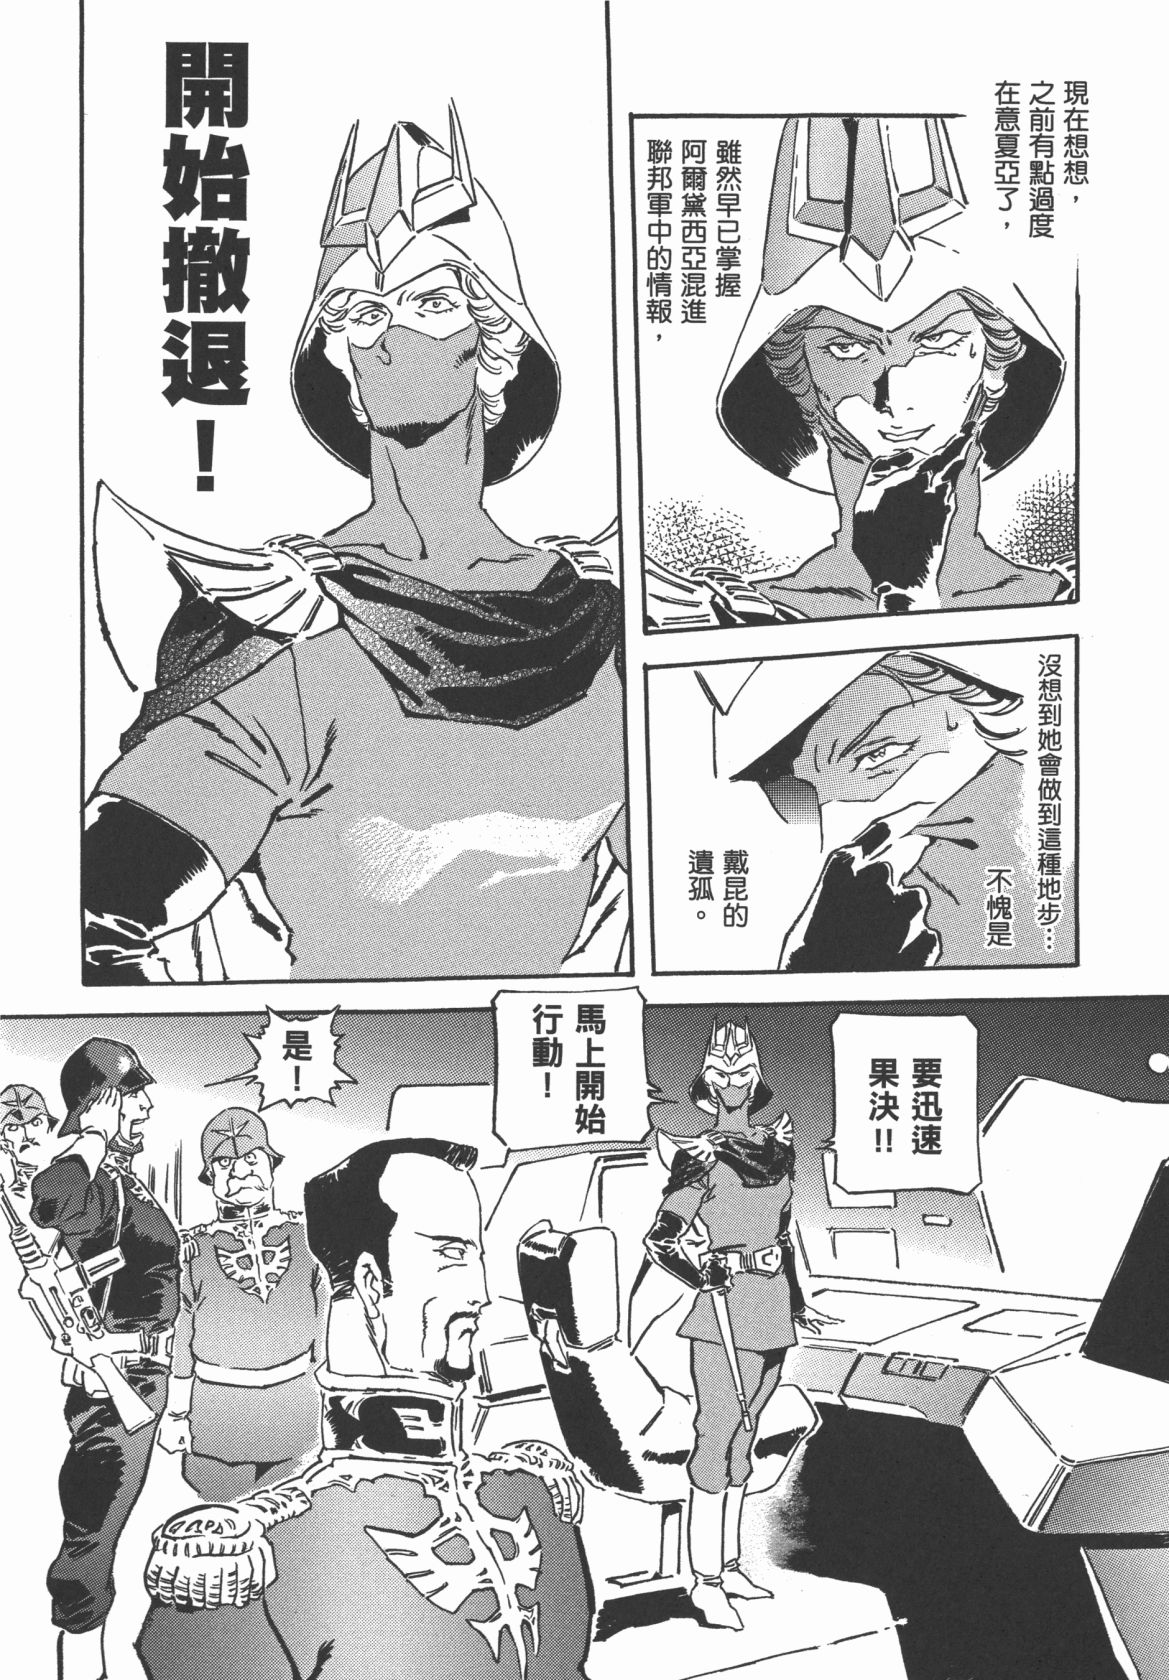 現在想想，
之前有點過度
在意夏亞了，
雖然早已掌握
阿爾黛西亞混進
聯邦軍中的情報，
沒想到她會做到這種地步…
不愧是
戴昆的
遺孤。
開始撤退！
要迅速
果決!!
馬上開始
行動！
是！